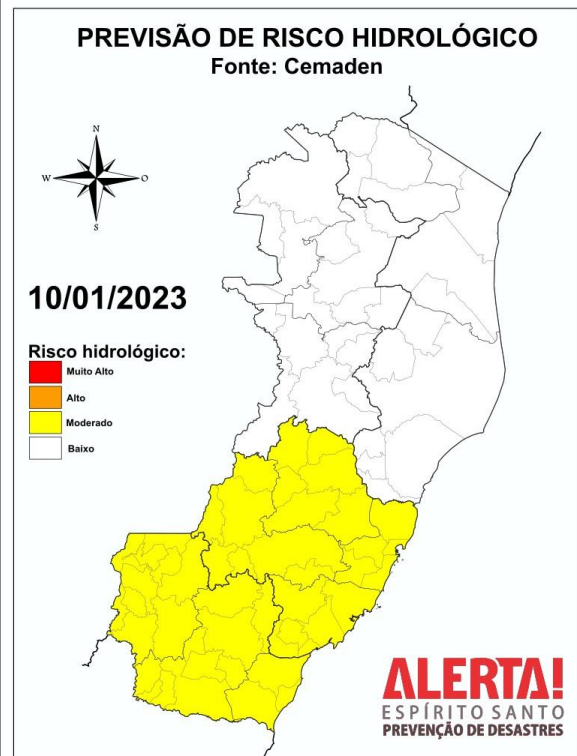 PREVISÃO DE RISCO HIDROLÓGICO
Fonte: Cemaden
N
W
O
S
10/01/2023
Risco hidrológico:
Muito Alto
Alto
Moderado
Baixo
ALERTA!
ESPÍRITO SANTO
PREVENÇÃO DE DESASTRES